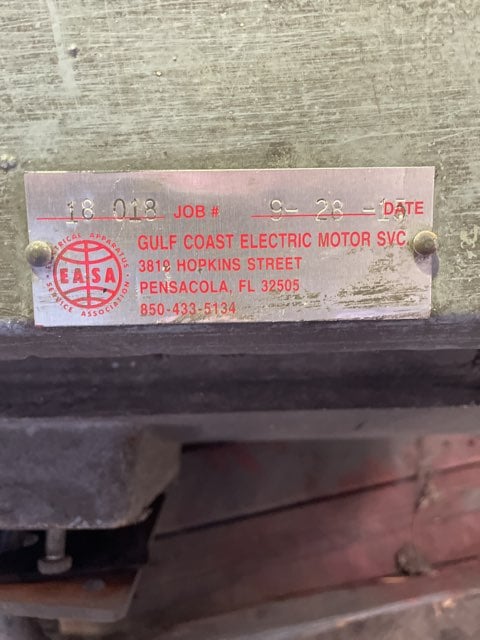 18 018 JOB # 9- 28 -15 DATE
GULF COAST ELECTRIC MOTOR SVC
3812 HOPKINS STREET
PENSACOLA, FL 32505
850-433-5134
ELECTRICAL APPARATUS
EASA
SERVICE ASSOCIATION